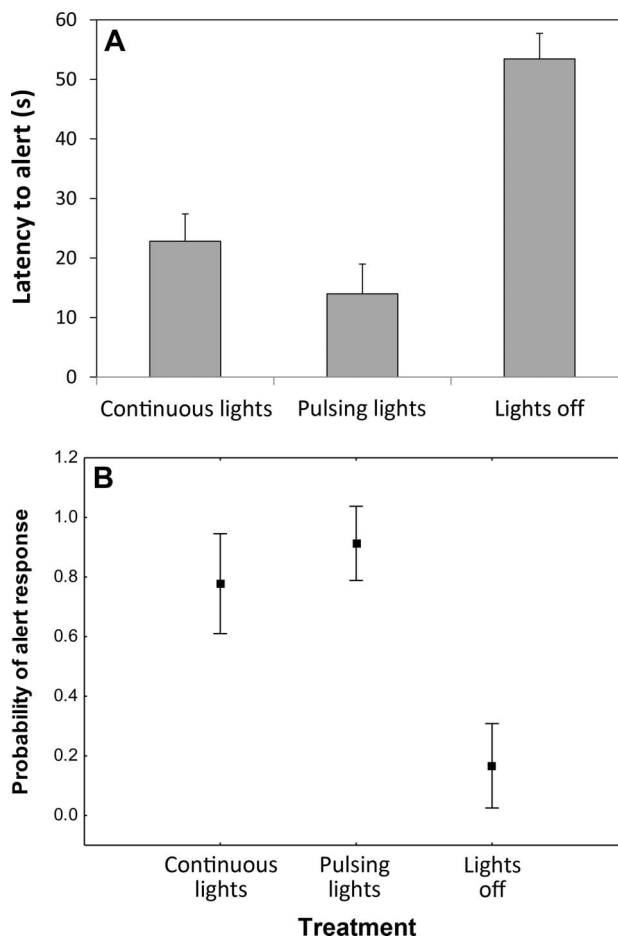 A
Latency to alert (s)
60
50
40
30
20
10
0
Continuous lights
Pulsing lights
Lights off
B
Probability of alert response
1.2
1.0
0.8
0.6
0.4
0.2
0.0
Continuous
lights
Pulsing
lights
Lights
off
Treatment